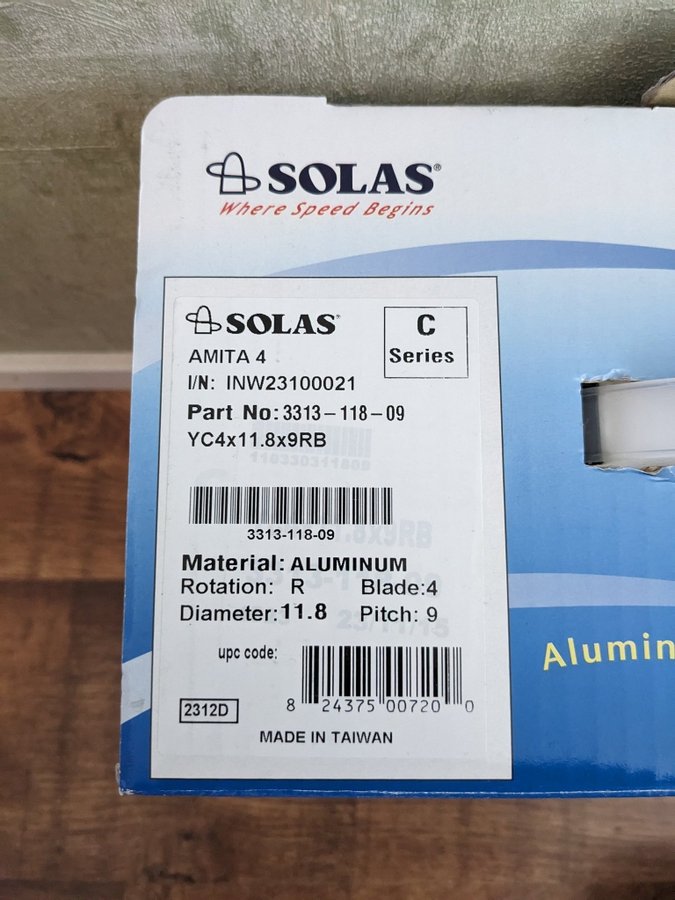 SOLAS®
Where Speed Begins
SOLAS
C
Series
AMITA 4
I/N: INW23100021
Part No: 3313-118-09
YC4x11.8x9RB
3313-118-09
Material: ALUMINUM
Rotation: R Blade:4
Diameter:11.8 Pitch: 9
upc code:
8 24375 00720 0
2312D
MADE IN TAIWAN
Alumin